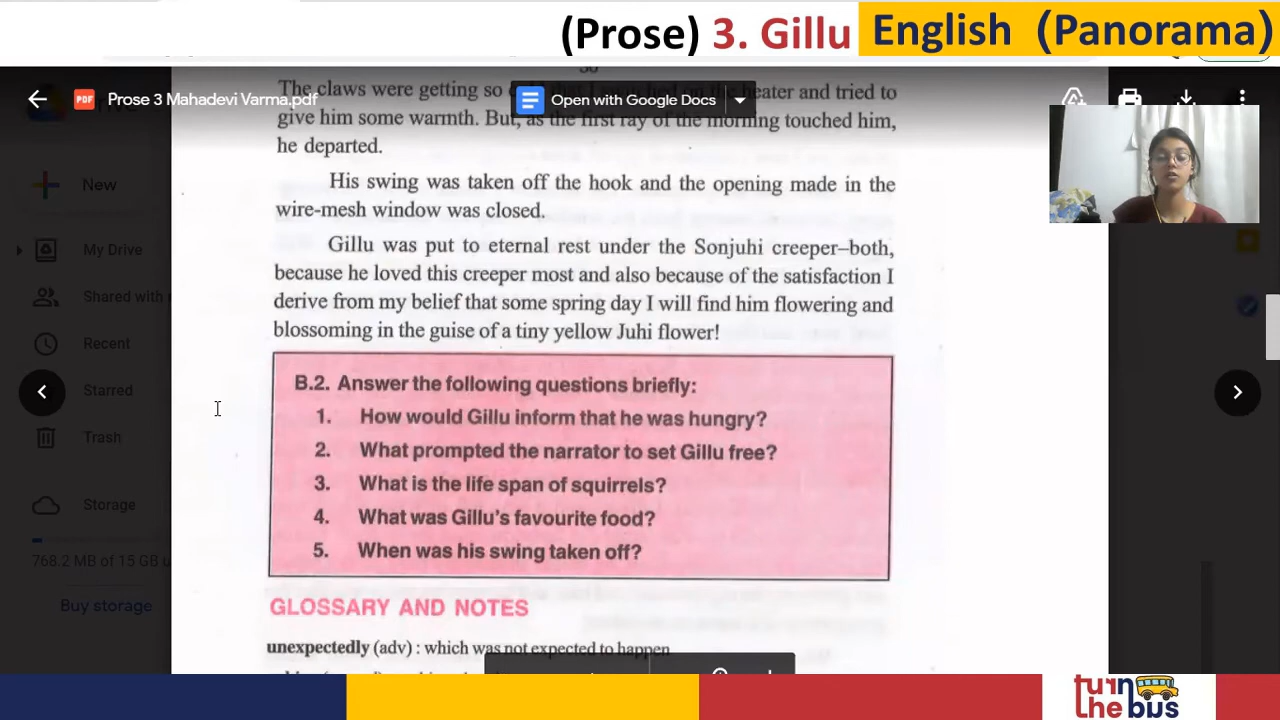 (Prose) 3. Gillu English (Panorama)
The claws were getting so heater and tried to
Prose 3 Mahadevi Varma.pdf
Open with Google Docs
give him some warmth. But, as the first ray of the morning touched him,
he departed.
His swing was taken off the hook and the opening made in the
wire-mesh window was closed.
Gillu was put to eternal rest under the Sonjuhi creeper–both,
because he loved this creeper most and also because of the satisfaction I
derive from my belief that some spring day I will find him flowering and
blossoming in the guise of a tiny yellow Juhi flower!
B.2. Answer the following questions briefly:
1. How would Gillu inform that he was hungry?
2. What prompted the narrator to set Gillu free?
3. What is the life span of squirrels?
4. What was Gillu's favourite food?
5. When was his swing taken off?
GLOSSARY AND NOTES
unexpectedly (adv) : which was not expected to happen
New
My Drive
Shared with
Recent
Starred
Trash
Storage
768.2 MB of 15 GB u
Buy storage
turn
the bus